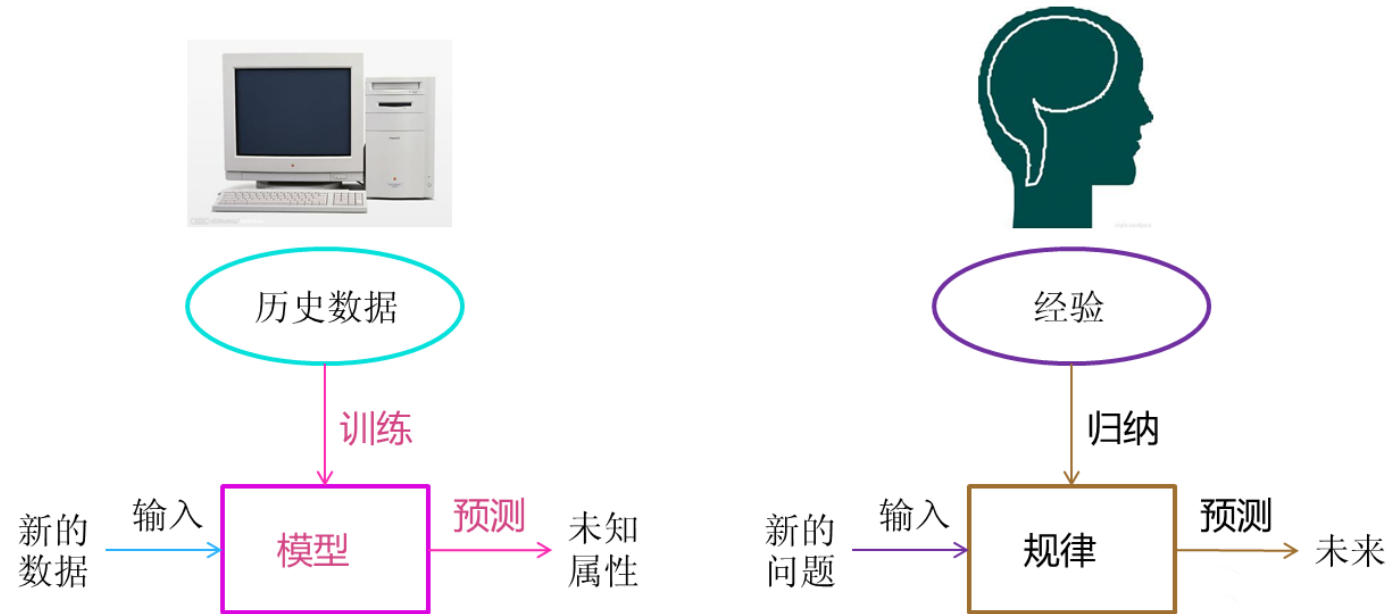 历史数据
经验
训练
归纳
新的
数据
输入
模型
预测
未知
属性
新的
问题
输入
规律
预测
未来